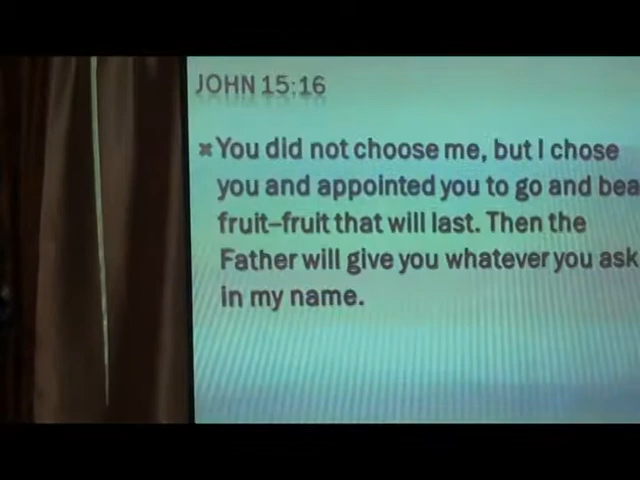 JOHN 15:16
You did not choose me, but I chose
you and appointed you to go and bea
fruit–fruit that will last. Then the
Father will give you whatever you ask
in my name.